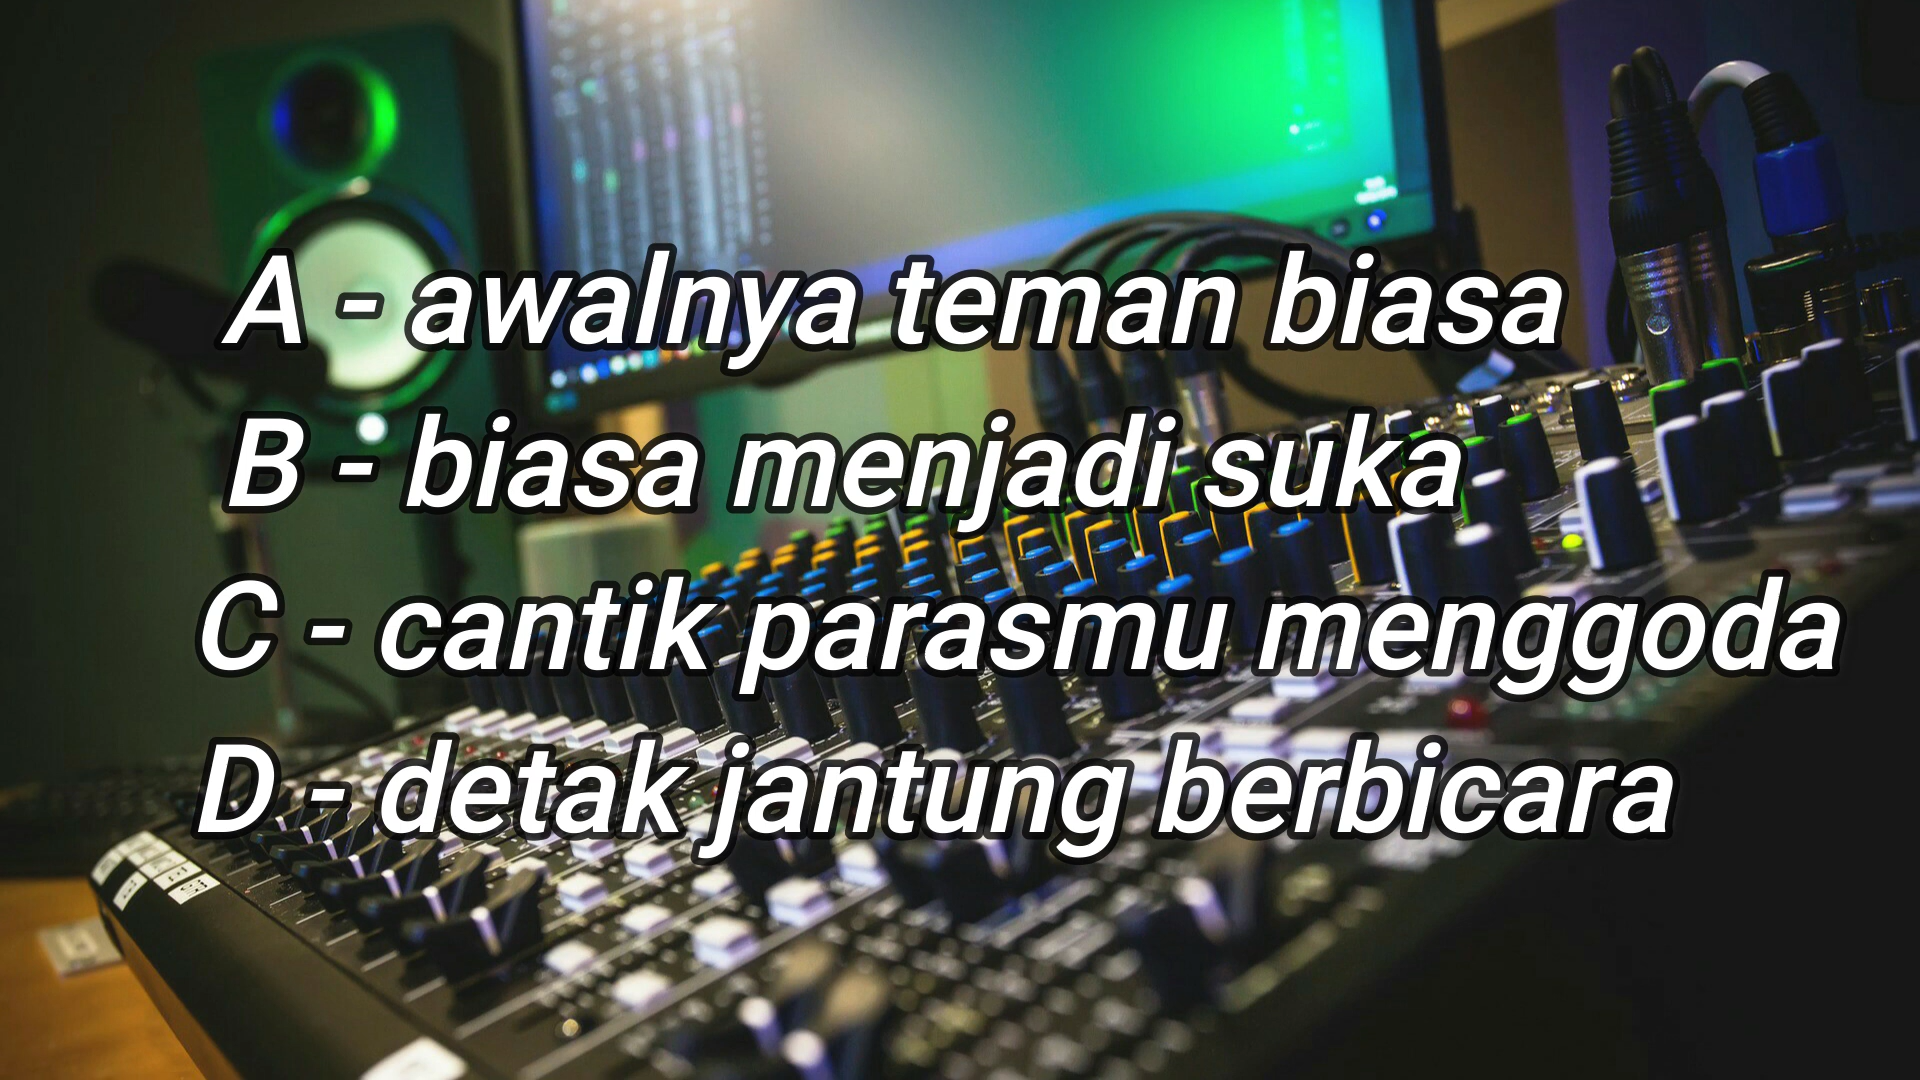 A - awalnya teman biasa
B - biasa menjadi suka
C - cantik parasmu menggoda
D - detak jantung berbicara